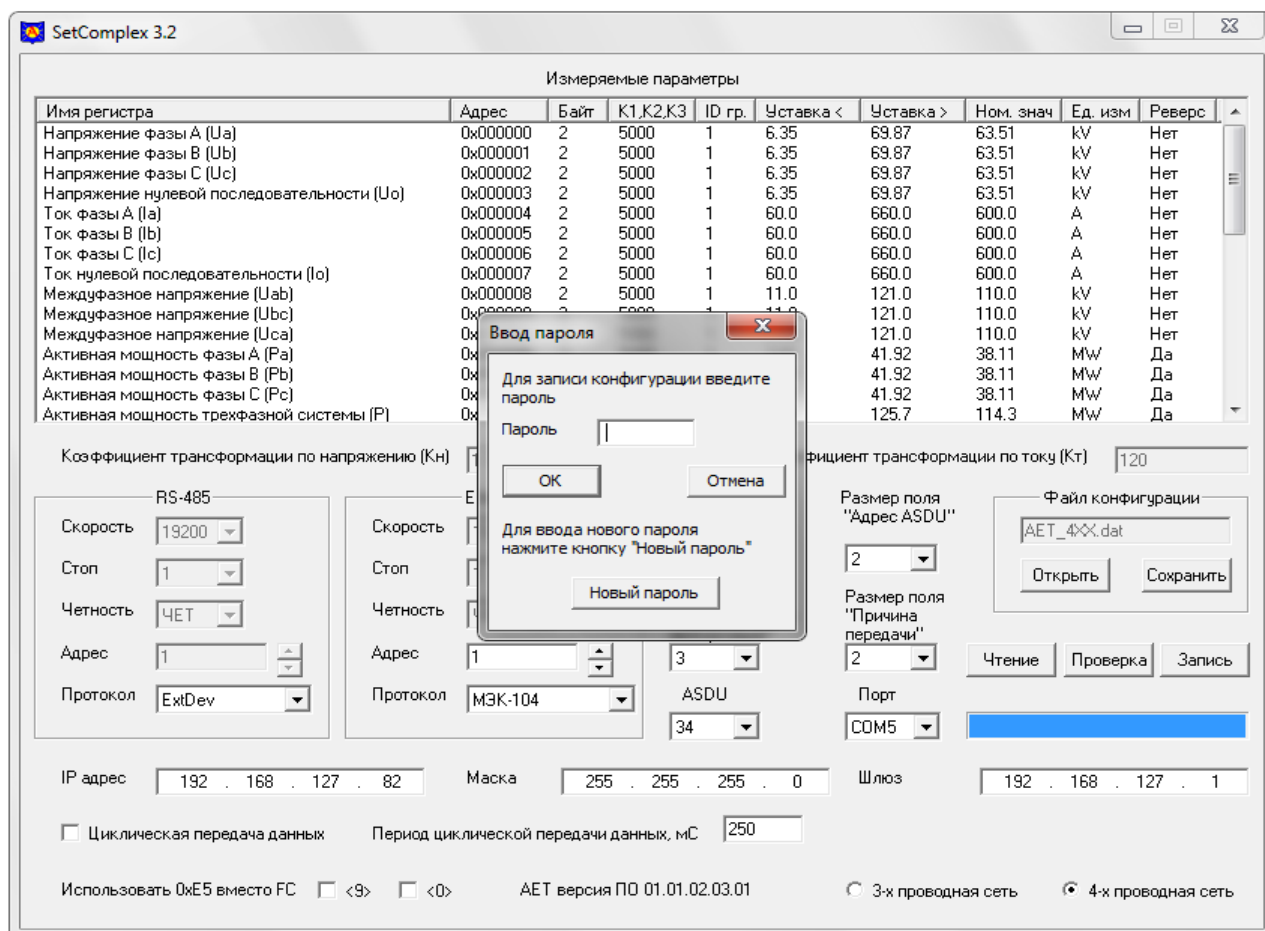 SetComplex 3.2
Измеряемые параметры
Имя регистра Адрес Байт К1,К2,К3 ID гр. Уставка < Уставка > Ном. знач Ед. изм Реверс
Напряжение фазы А (Ua) 0x000000 2 5000 1 6.35 69.87 63.51 kV Нет
Напряжение фазы В (Ub) 0x000001 2 5000 1 6.35 69.87 63.51 kV Нет
Напряжение фазы С (Uc) 0x000002 2 5000 1 6.35 69.87 63.51 kV Нет
Напряжение нулевой последовательности (Uo) 0x000003 2 5000 1 6.35 69.87 63.51 kV Нет
Ток фазы А (Ia) 0x000004 2 5000 1 60.0 660.0 600.0 А Нет
Ток фазы В (Ib) 0x000005 2 5000 1 60.0 660.0 600.0 А Нет
Ток фазы С (Ic) 0x000006 2 5000 1 60.0 660.0 600.0 А Нет
Ток нулевой последовательности (Io) 0x000007 2 5000 1 60.0 660.0 600.0 А Нет
Междуфазное напряжение (Uab) 0x000008 2 5000 1 11.0 121.0 110.0 kV Нет
Междуфазное напряжение (Ubc) 121.0 110.0 kV Нет
Междуфазное напряжение (Uca) 121.0 110.0 kV Нет
Активная мощность фазы А (Pa) 41.92 38.11 MW Да
Активная мощность фазы В (Pb) 41.92 38.11 MW Да
Активная мощность фазы С (Pc) 41.92 38.11 MW Да
Активная мощность трехфазной системы (P) 125.7 114.3 MW Да
Ввод пароля
Для записи конфигурации введите
пароль
Пароль
OK Отмена
Для ввода нового пароля
нажмите кнопку "Новый пароль"
Новый пароль
Коэффициент трансформации по напряжению (Кн)
трансформации по току (Кт) 120
RS-485
Скорость 19200
Стоп 1
Четность ЧЕТ
Адрес 1
Протокол ExtDev
Скорость
Стоп
Четность
Адрес 1
Протокол МЭК-104
3
ASDU
34
Размер поля
"Адрес ASDU"
2
Размер поля
"Причина
передачи"
2
Порт
COM5
Файл конфигурации
AET_4XX.dat
Открыть Сохранить
Чтение Проверка Запись
IP адрес 192 . 168 . 127 . 82 Маска 255 . 255 . 255 . 0 Шлюз 192 . 168 . 127 . 1
Циклическая передача данных Период циклической передачи данных, мС 250
Использовать 0xE5 вместо FC <9> <0> АЕТ версия ПО 01.01.02.03.01 3-х проводная сеть 4-х проводная сеть